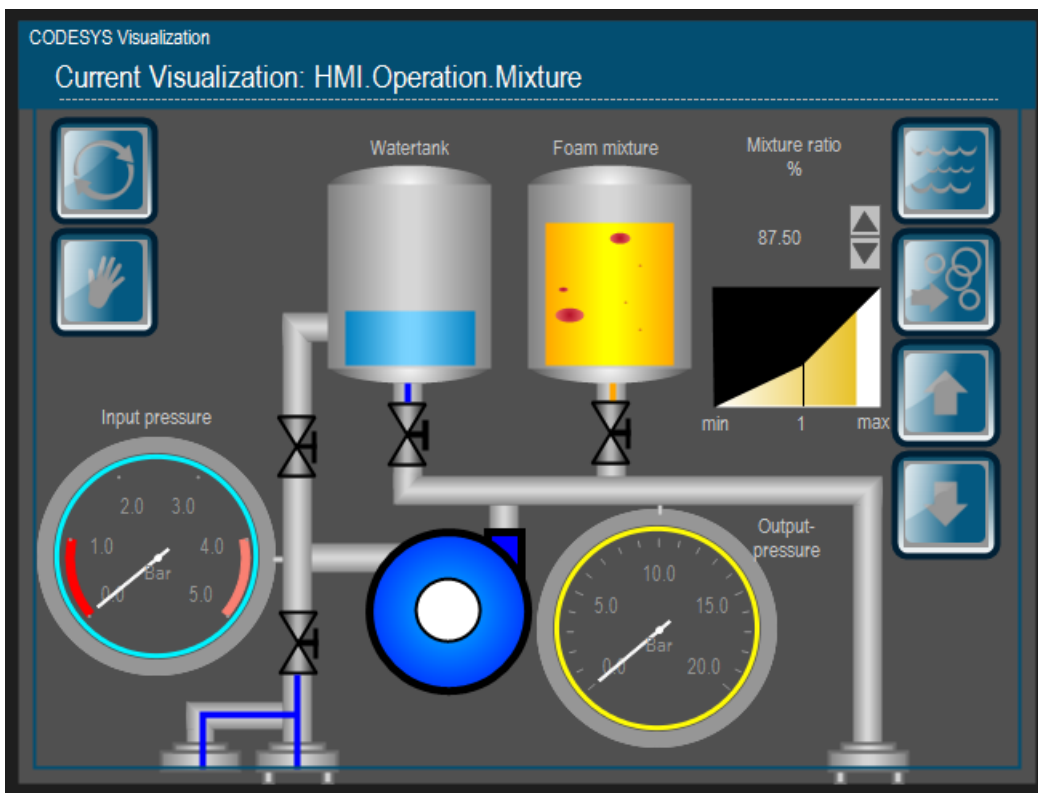 CODESYS Visualization
Current Visualization: HMI.Operation.Mixture
Watertank
Foam mixture
Mixture ratio
%
87.50
min
1
max
Input pressure
2.0
3.0
1.0
4.0
Bar
0.0
5.0
Output-
pressure
10.0
5.0
15.0
Bar
0.0
20.0